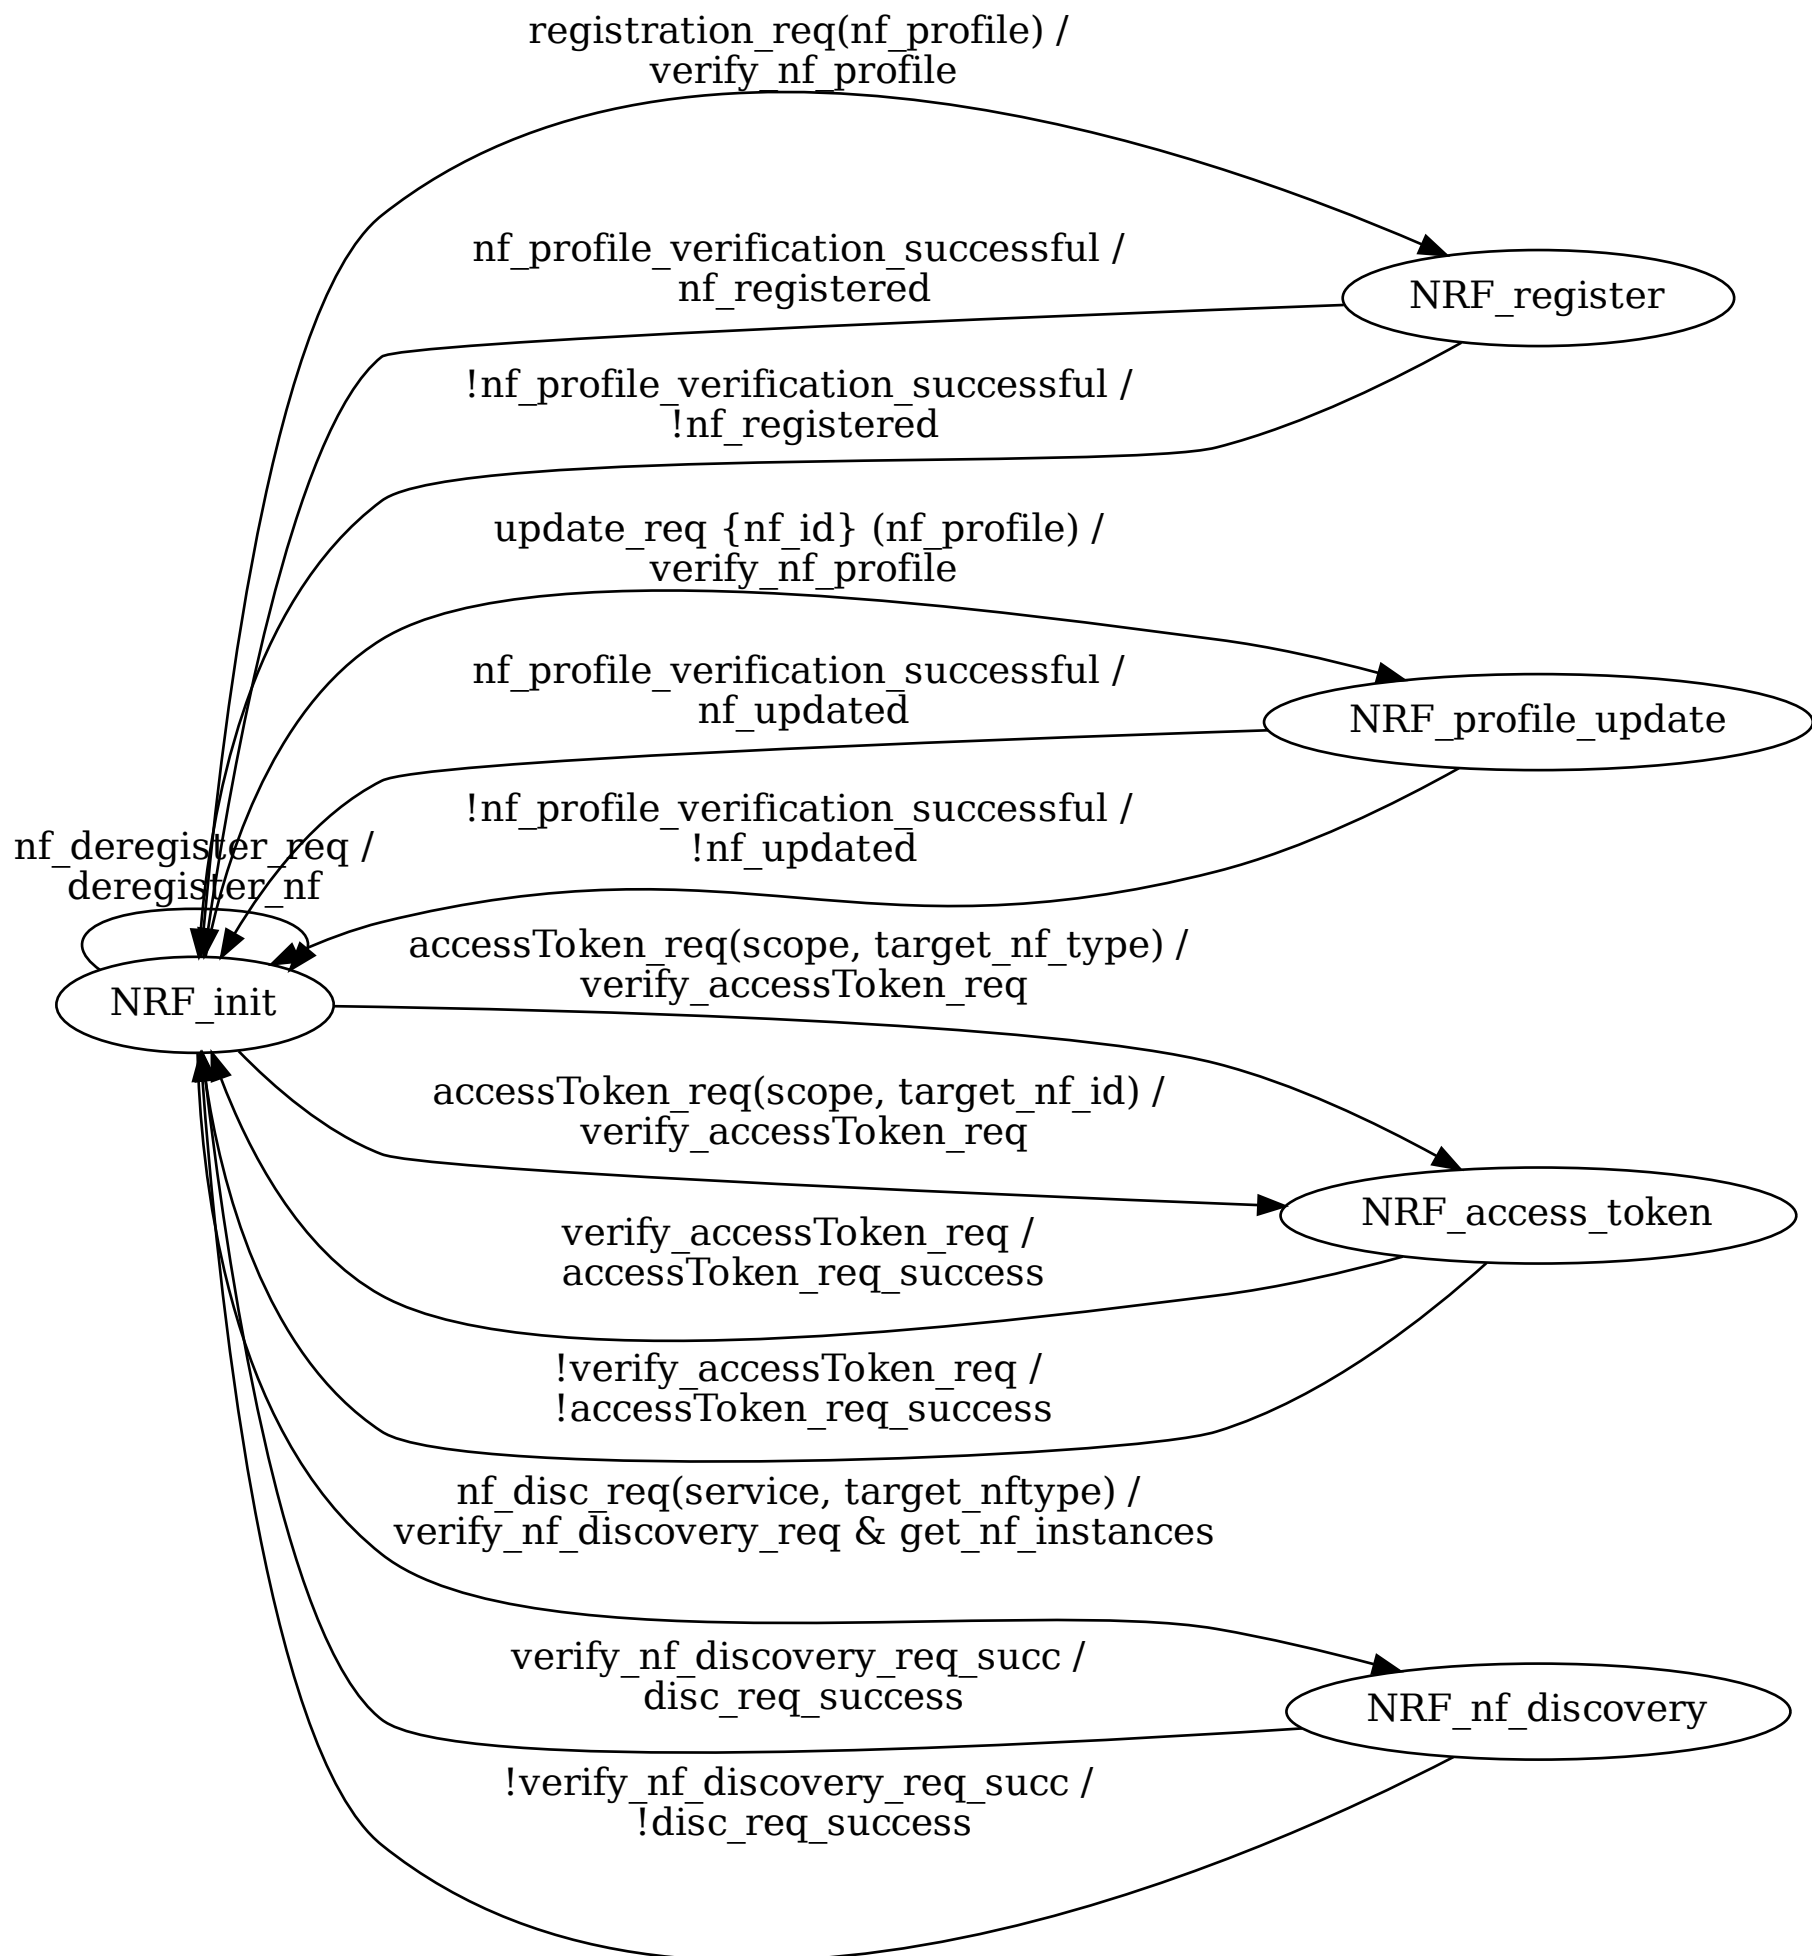 registration_req(nf_profile) /
verify_nf_profile
nf_profile_verification_successful /
nf_registered
NRF_register
!nf_profile_verification_successful /
!nf_registered
update_req {nf_id} (nf_profile) /
verify_nf_profile
nf_profile_verification_successful /
nf_updated
NRF_profile_update
!nf_profile_verification_successful /
!nf_updated
nf_deregister_req /
deregister_nf
NRF_init
accessToken_req(scope, target_nf_type) /
verify_accessToken_req
accessToken_req(scope, target_nf_id) /
verify_accessToken_req
NRF_access_token
verify_accessToken_req /
accessToken_req_success
!verify_accessToken_req /
!accessToken_req_success
nf_disc_req(service, target_nftype) /
verify_nf_discovery_req & get_nf_instances
verify_nf_discovery_req_succ /
disc_req_success
NRF_nf_discovery
!verify_nf_discovery_req_succ /
!disc_req_success